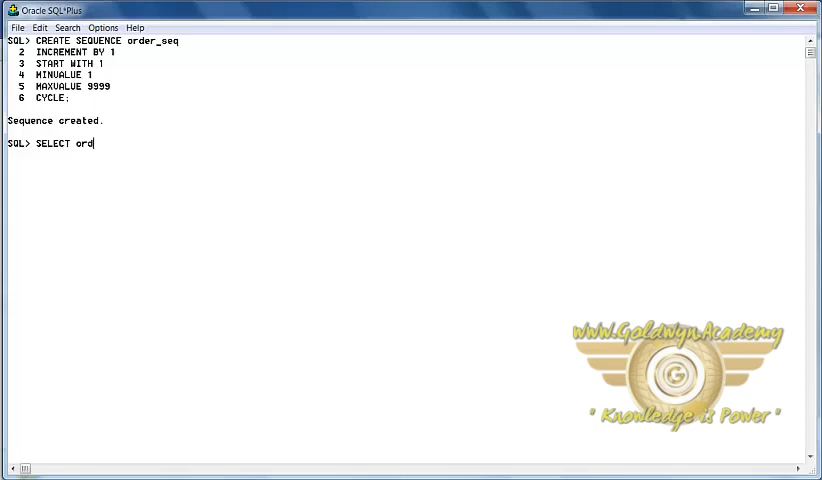 Oracle SQL*Plus
File Edit Search Options Help
SQL> CREATE SEQUENCE order_seq
2 INCREMENT BY 1
3 START WITH 1
4 MINVALUE 1
5 MAXVALUE 9999
6 CYCLE;
Sequence created.
SQL> SELECT ord
www.GoldwynAcademy
G
" Knowledge is Power "